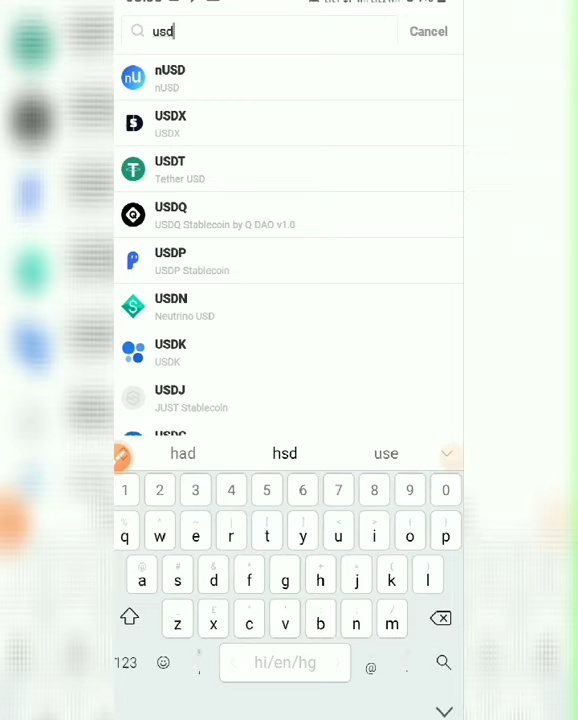 usd
Cancel
nUSD
nUSD
USDX
USDX
USDT
Tether USD
USDQ
USDQ Stablecoin by Q DAO v1.0
USDP
USDP Stablecoin
USDN
Neutrino USD
USDK
USDK
USDJ
JUST Stablecoin
had hsd use
1 2 3 4 5 6 7 8 9 0
q w e r t y u i o p
a s d f g h j k l
z x c v b n m
123 , hi/en/hg @ .